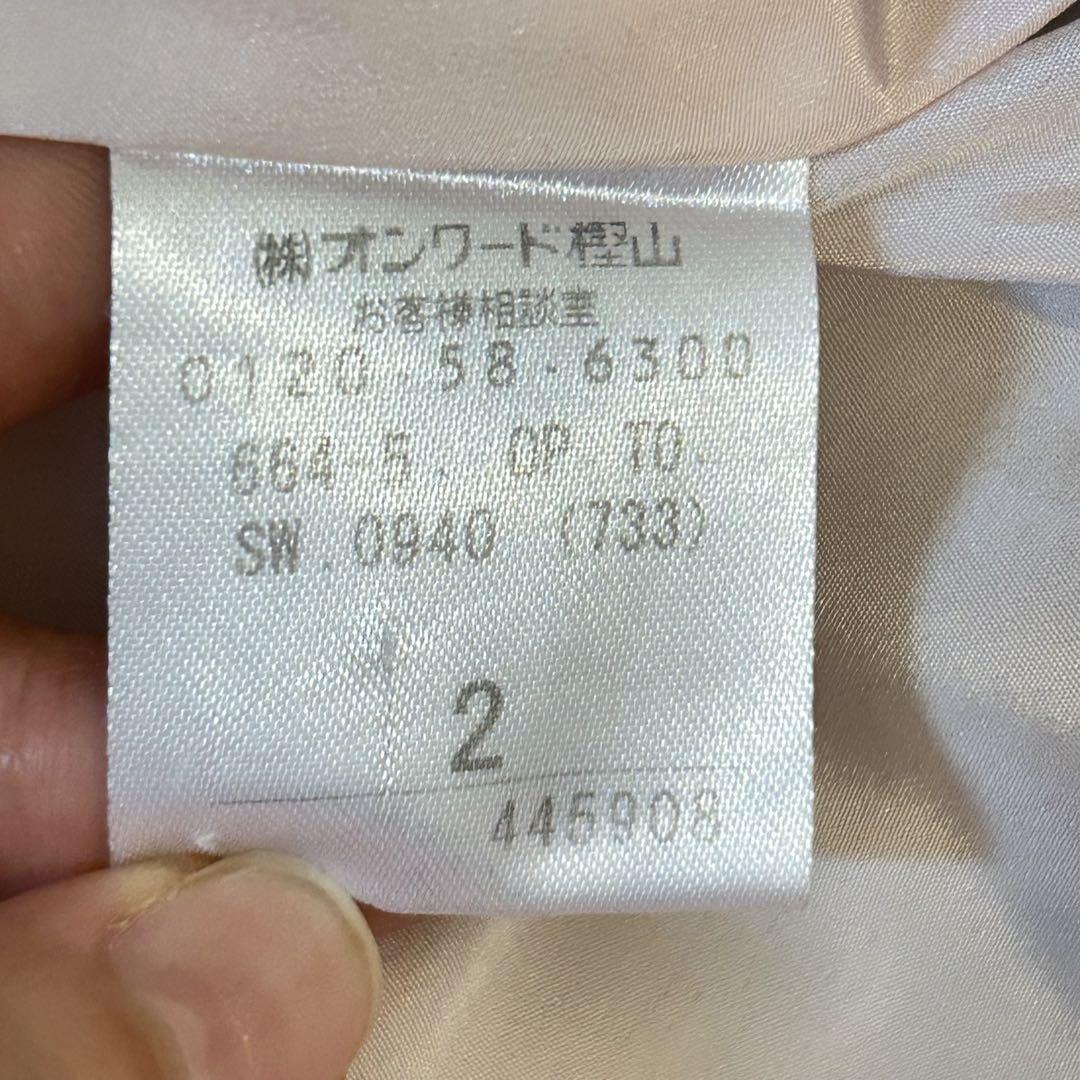 (株)オンワード樫山
お客様相談室
0120 58・6300
664-5. OP TO
SW. 0940 (733)
2
445908